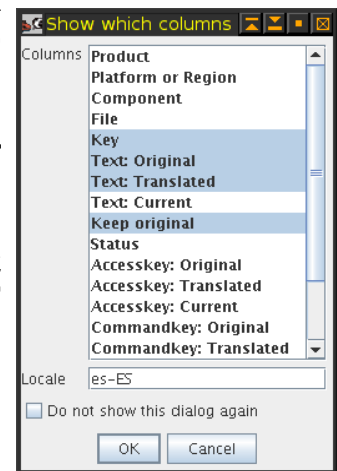 Show which columns
Columns
Product
Platform or Region
Component
File
Key
Text: Original
Text: Translated
Text: Current
Keep original
Status
Accesskey: Original
Accesskey: Translated
Accesskey: Current
Commandkey: Original
Commandkey: Translated
Locale es-ES
Do not show this dialog again
OK Cancel